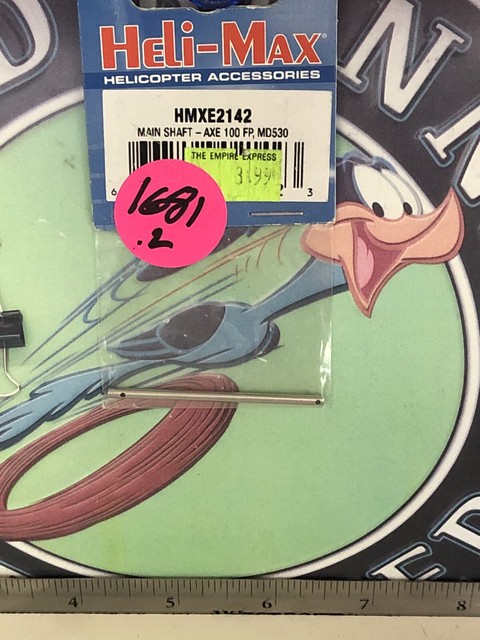 Heli-Max®
HELICOPTER ACCESSORIES
HMXE2142
MAIN SHAFT – AXE 100 FP, MD530
THE EMPIRE EXPRESS
3.99
6 2 3
1681
.2
4 5 6 7 8